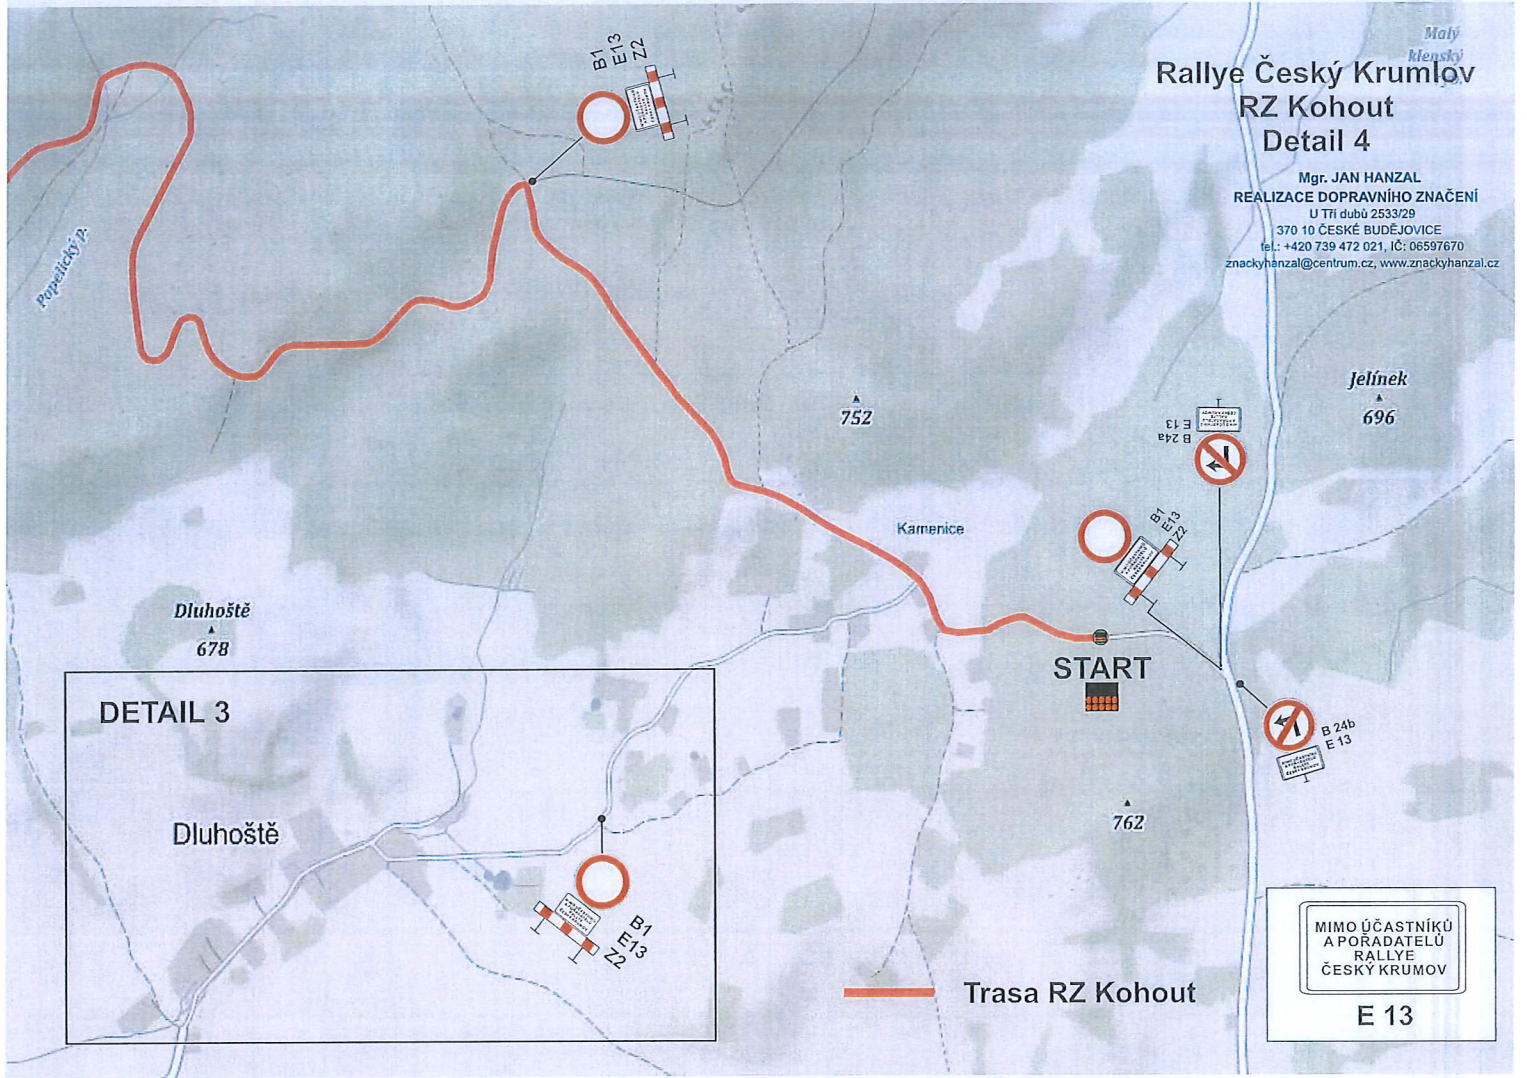 Malý
klenský
Rallye Český Krumlov
RZ Kohout
Detail 4
Mgr. JAN HANZAL
REALIZACE DOPRAVNÍHO ZNAČENÍ
U Tří dubů 2533/29
370 10 ČESKÉ BUDĚJOVICE
tel.: +420 739 472 021, IČ: 06597670
znackyhanzal@centrum.cz, www.znackyhanzal.cz
B1
E13
Z2
Popelický p.
752
Jelínek
696
E 13
B 24a
B1
E13
Z2
Kamenice
Dluhoště
678
START
DETAIL 3
B 24b
E 13
762
Dluhoště
B1
E13
Z2
Trasa RZ Kohout
MIMO ÚČASTNÍKŮ
A POŘADATELŮ
RALLYE
ČESKÝ KRUMOV
E 13